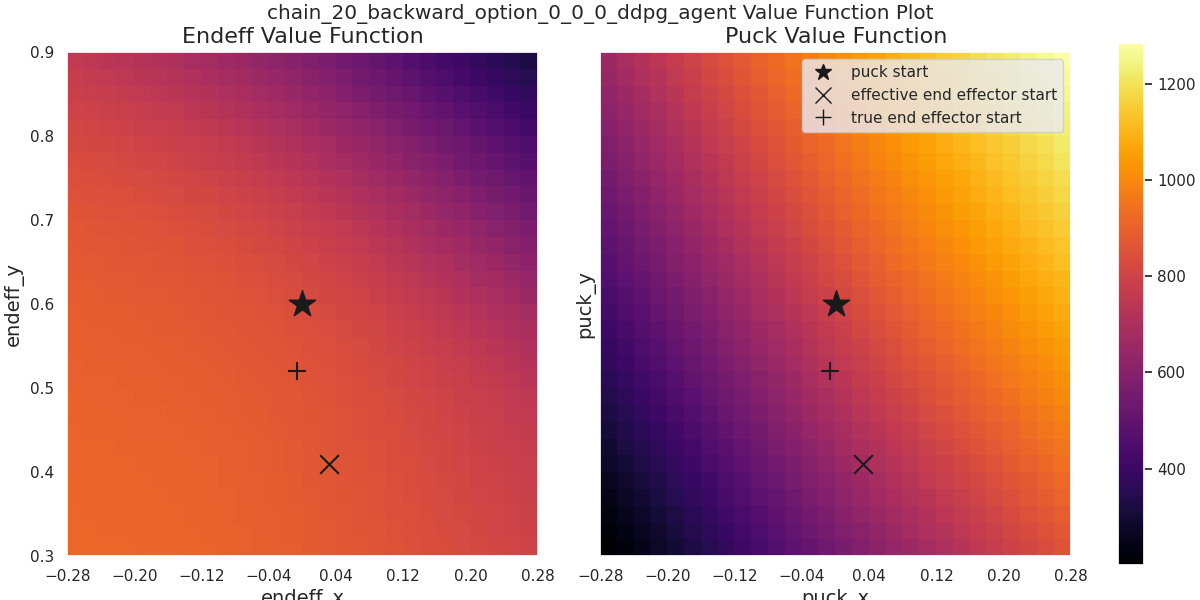 chain_20_backward_option_0_0_0_ddpg_agent Value Function Plot
Endeff Value Function
Puck Value Function
puck start
effective end effector start
true end effector start
endeff_y
0.9
0.8
0.7
0.6
0.5
0.4
0.3
−0.28 −0.20 −0.12 −0.04 0.04 0.12 0.20 0.28
endeff_x
puck_y
−0.28 −0.20 −0.12 −0.04 0.04 0.12 0.20 0.28
puck_x
1200
1000
800
600
400